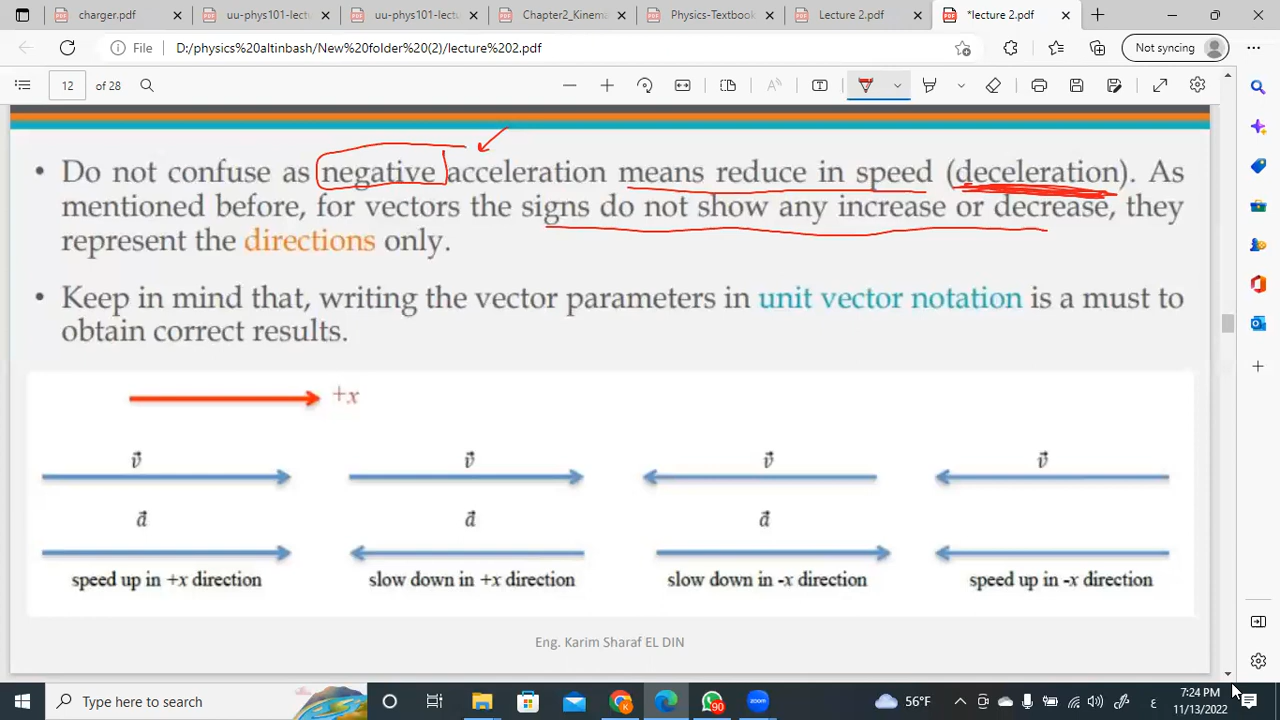 charger.pdf
uu-phys101-lect
uu-phys101-lectu
Chapter2_Kinema
Physics-Textbook
Lecture 2.pdf
*lecture 2.pdf
File
D:/physics%20altinbash/New%20folder%20(2)/lecture%202.pdf
Not syncing
12 of 28
• Do not confuse as negative acceleration means reduce in speed (deceleration). As
mentioned before, for vectors the signs do not show any increase or decrease, they
represent the directions only.
• Keep in mind that, writing the vector parameters in unit vector notation is a must to
obtain correct results.
+x
v⃗ v⃗ v⃗ v⃗
a⃗ a⃗ a⃗
speed up in +x direction slow down in +x direction slow down in -x direction speed up in -x direction
Eng. Karim Sharaf EL DIN
Type here to search
90
zoom
56°F
ع
7:24 PM
11/13/2022